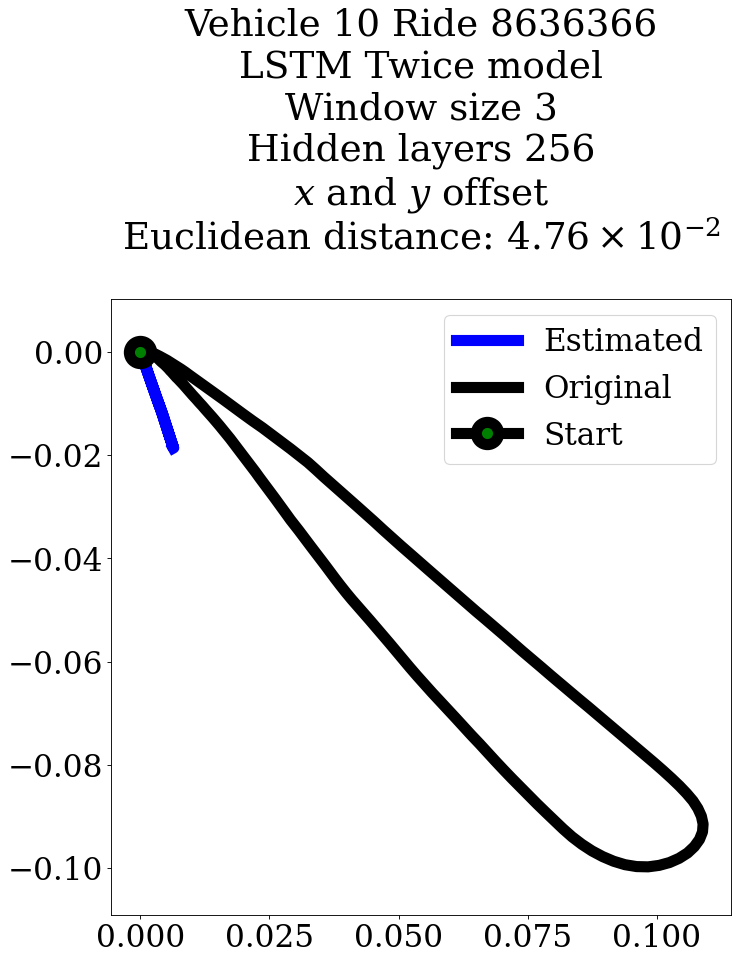 Vehicle 10 Ride 8636366
LSTM Twice model
Window size 3
Hidden layers 256
x and y offset
Euclidean distance: 4.76 × 10⁻²
Estimated
Original
Start
0.00
−0.02
−0.04
−0.06
−0.08
−0.10
0.000 0.025 0.050 0.075 0.100